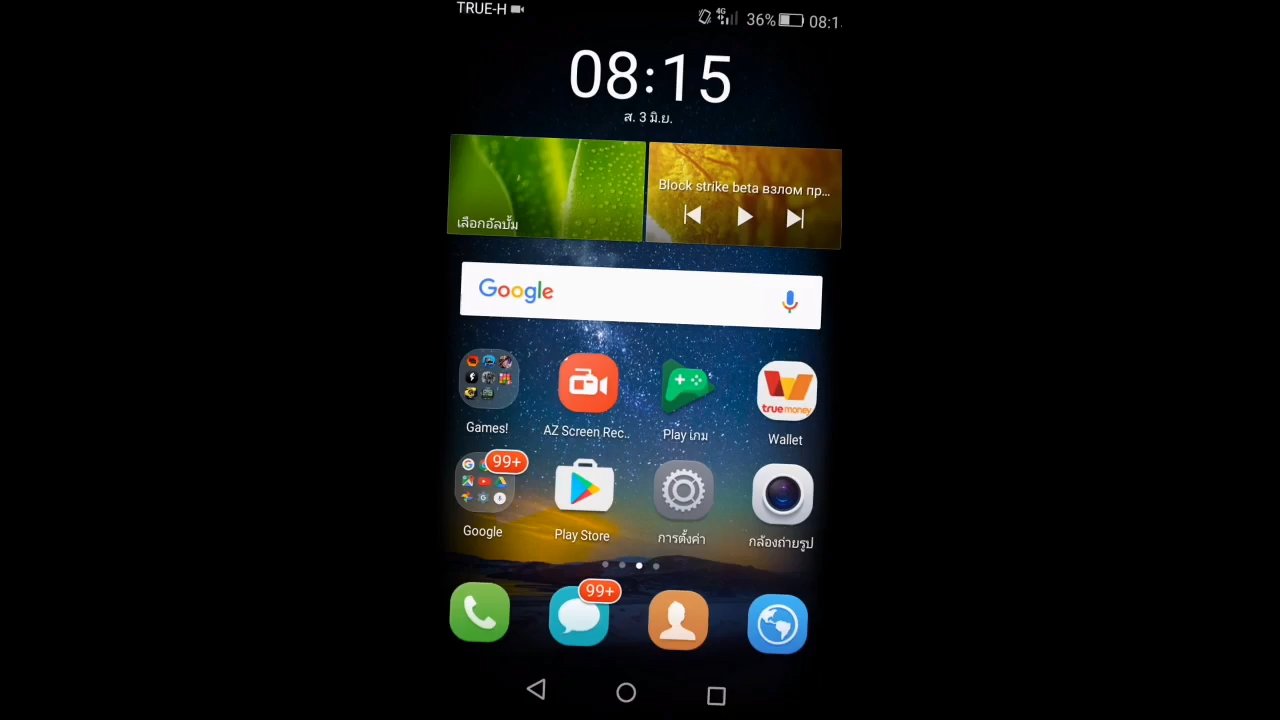 TRUE-H
4G
36%
08:1
08:15
ส. 3 มิ.ย.
เลือกอัลบั้ม
Block strike beta взлом пр...
Google
Games!
AZ Screen Rec..
Play เกม
truemoney
Wallet
99+
Google
Play Store
การตั้งค่า
กล้องถ่ายรูป
99+